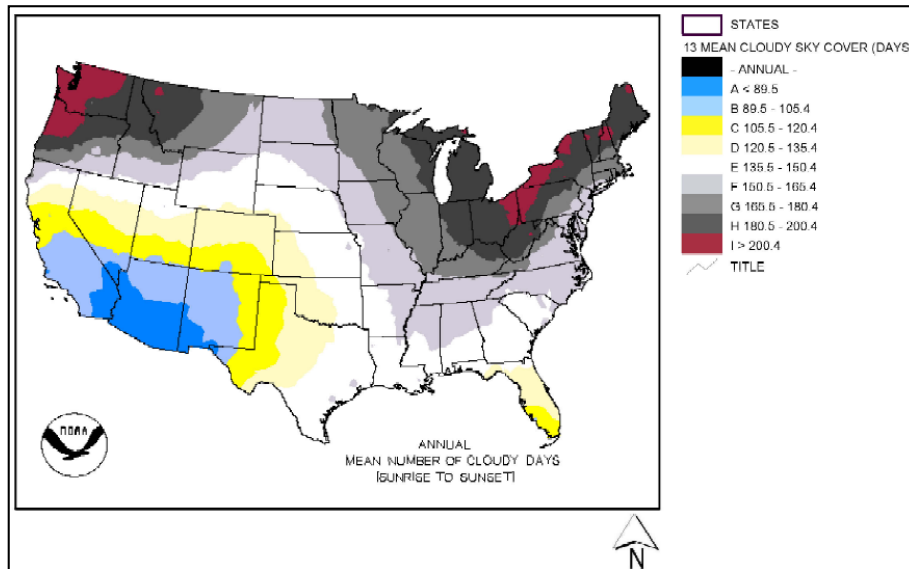 STATES
13 MEAN CLOUDY SKY COVER (DAYS
- ANNUAL -
A < 89.5
B 89.5 - 105.4
C 105.5 - 120.4
D 120.5 - 135.4
E 135.5 - 150.4
F 150.5 - 165.4
G 165.5 - 180.4
H 180.5 - 200.4
I > 200.4
TITLE
NOAA
ANNUAL
MEAN NUMBER OF CLOUDY DAYS
(SUNRISE TO SUNSET)
N